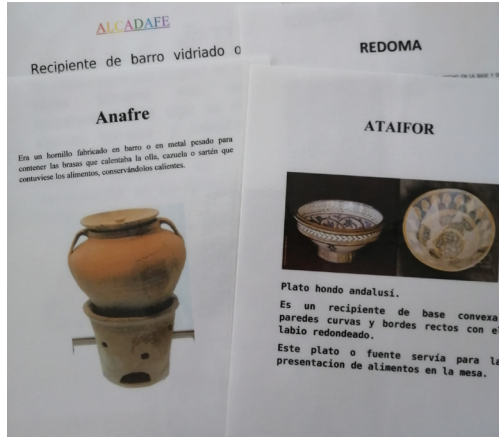 ALCADAFE
Recipiente de barro vidriado o
REDOMA
EN LA BASE Y
Anafre
Era un hornillo fabricado en barro o en metal pesado para
contener las brasas que calentaba la olla, cazuela o sartén que
contuviese los alimentos, conservándolos calientes.
ATAIFOR
Plato hondo andalusí.
Es un recipiente de base convexa
paredes curvas y bordes rectos con el
labio redondeado.
Este plato o fuente servía para la
presentacion de alimentos en la mesa.